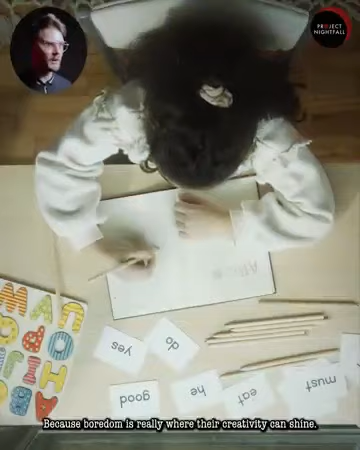 PROJECT
NIGHTFALL
yes
do
good
he
eat
must
Because boredom is really where their creativity can shine.